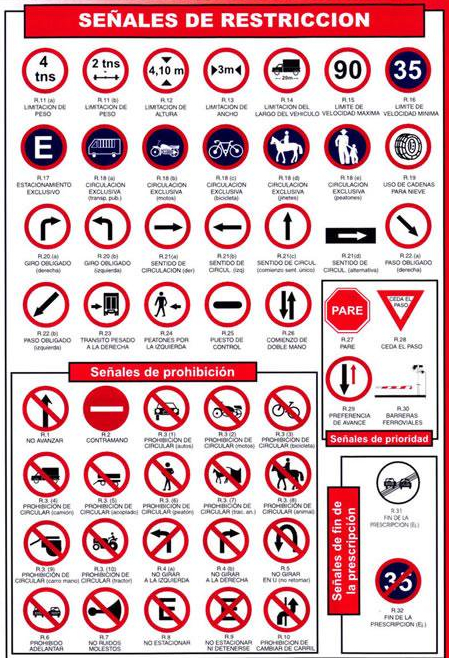 SEÑALES DE RESTRICCION
4
tns
2 tns
4,10 m
3m
20m
90
35
R.11 (a)
LIMITACION DE
PESO
R.11 (b)
LIMITACION DE
PESO
R.12
LIMITACION DE
ALTURA
R.13
LIMITACION DE
ANCHO
R.14
LIMITACION DEL
LARGO DEL VEHICULO
R.15
LIMITE DE
VELOCIDAD MAXIMA
R.16
LIMITE DE
VELOCIDAD MINIMA
E
R.17
ESTACIONAMIENTO
EXCLUSIVO
R.18 (a)
CIRCULACION
EXCLUSIVA
(transp. pub.)
R.18 (b)
CIRCULACION
EXCLUSIVA
(motos)
R.18 (c)
CIRCULACION
EXCLUSIVA
(bicicleta)
R.18 (d)
CIRCULACION
EXCLUSIVA
(jinetes)
R.18 (e)
CIRCULACION
EXCLUSIVA
(peatones)
R.19
USO DE CADENAS
PARA NIEVE
R.20 (a)
GIRO OBLIGADO
(derecha)
R.20 (b)
GIRO OBLIGADO
(izquierda)
R.21(a)
SENTIDO DE
CIRCULACION (der)
R.21(b)
SENTIDO DE
CIRCUL. (izq)
R.21(c)
SENTIDO DE CIRCUL.
(comienzo sent. único)
R.21(d)
SENTIDO DE
CIRCUL. (alternativa)
R.22 (a)
PASO OBLIGADO
(derecha)
R.22 (b)
PASO OBLIGADO
(izquierda)
R.23
TRANSITO PESADO
A LA DERECHA
R.24
PEATONES POR
LA IZQUIERDA
R.25
PUESTO DE
CONTROL
R.26
COMIENZO DE
DOBLE MANO
PARE
CEDA EL
PASO
R.27
PARE
R.28
CEDA EL PASO
R.29
PREFERENCIA
DE AVANCE
R.30
BARRERAS
FERROVIALES
Señales de prioridad
Señales de prohibición
R.1
NO AVANZAR
R.2
CONTRAMANO
R.3 (1)
PROHIBICION DE
CIRCULAR (autos)
R.3 (2)
PROHIBICION DE
CIRCULAR (motos)
R.3 (3)
PROHIBICION DE
CIRCULAR (bicicleta)
R.3. (4)
PROHIBICION DE
CIRCULAR (camión)
R.3. (5)
PROHIBICION DE
CIRCULAR (acoplado)
R.3. (6)
PROHIBICION DE
CIRCULAR (peatón)
R.3. (7)
PROHIBICION DE
CIRCULAR (trac. an.)
R.3. (8)
PROHIBICION DE
CIRCULAR (animal)
R.3. (9)
PROHIBICIÓN DE
CIRCULAR (carro mano)
R.3. (10)
PROHIBICIÓN DE
CIRCULAR (tractor)
R.4 (a)
NO GIRAR
A LA IZQUIERDA
R.4 (b)
NO GIRAR
A LA DERECHA
R.5
NO GIRAR
EN U (no retomar)
E
E
R.6
PROHIBIDO
ADELANTAR
R.7
NO RUIDOS
MOLESTOS
R.8
NO ESTACIONAR
R.9
NO ESTACIONAR
NI DETENERSE
R.10
PROHIBICION DE
CAMBIAR DE CARRIL
Señales de fin de
la prescripción
R.31
FIN DE LA
PRESCRIPCION (EJ.)
35
R.32
FIN DE LA
PRESCRIPCION (EJ.)